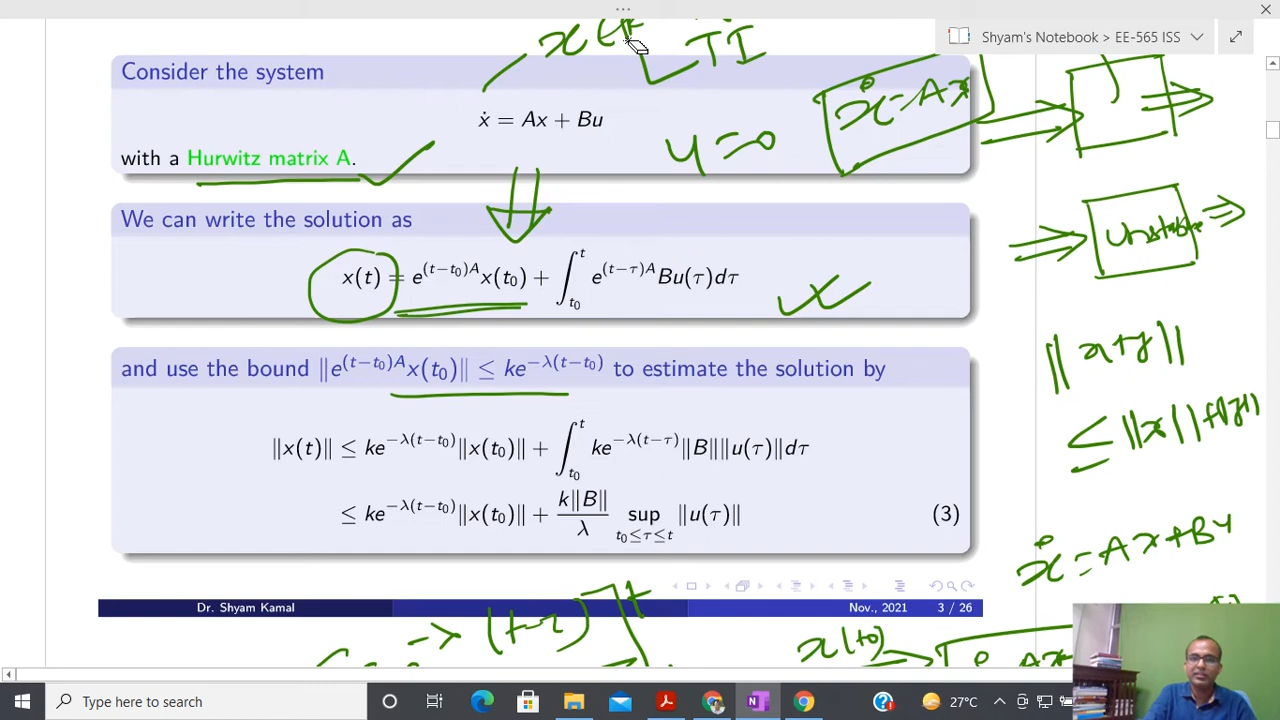 Shyam's Notebook > EE-565 ISS
Consider the system
ẋ = Ax + Bu
with a Hurwitz matrix A.
u=0
ẋ=Ax
We can write the solution as
x(t) = e^{(t−t₀)A}x(t₀) + ∫_{t₀}^{t} e^{(t−τ)A}Bu(τ)dτ
Unstable
and use the bound ‖e^{(t−t₀)A}x(t₀)‖ ≤ ke^{−λ(t−t₀)} to estimate the solution by
‖x+y‖
≤ ‖x‖+‖y‖
‖x(t)‖ ≤ ke^{−λ(t−t₀)}‖x(t₀)‖ + ∫_{t₀}^{t} ke^{−λ(t−τ)}‖B‖‖u(τ)‖dτ
≤ ke^{−λ(t−t₀)}‖x(t₀)‖ + k‖B‖/λ sup_{t₀≤τ≤t} ‖u(τ)‖ (3)
ẋ=Ax+Bu
Dr. Shyam Kamal Nov., 2021 3 / 26
→ (t−τ) t
x(t₀)
Type here to search
27°C